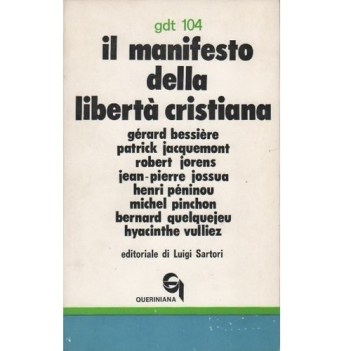 gdt 104
il manifesto
della
libertà cristiana
gérard bessière
patrick jacquemont
robert jorens
jean-pierre jossua
henri péninou
michel pinchon
bernard quelquejeu
hyacinthe vulliez
editoriale di Luigi Sartori
QUERINIANA